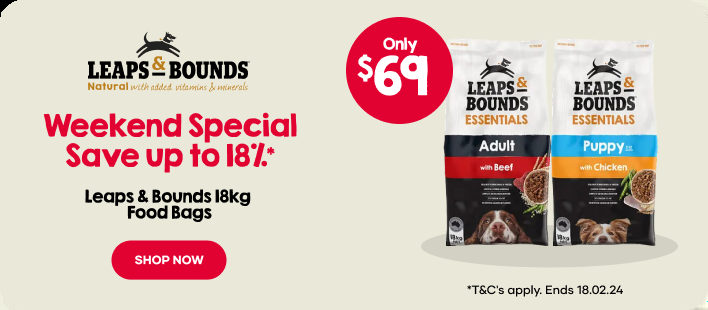 LEAPS & BOUNDS
Natural with added vitamins & minerals
Weekend Special
Save up to 18%*
Leaps & Bounds 18kg
Food Bags
SHOP NOW
Only
$69
LEAPS &
BOUNDS
ESSENTIALS
Adult
with Beef
18kg
LEAPS &
BOUNDS
ESSENTIALS
Puppy
with Chicken
18kg
*T&C's apply. Ends 18.02.24